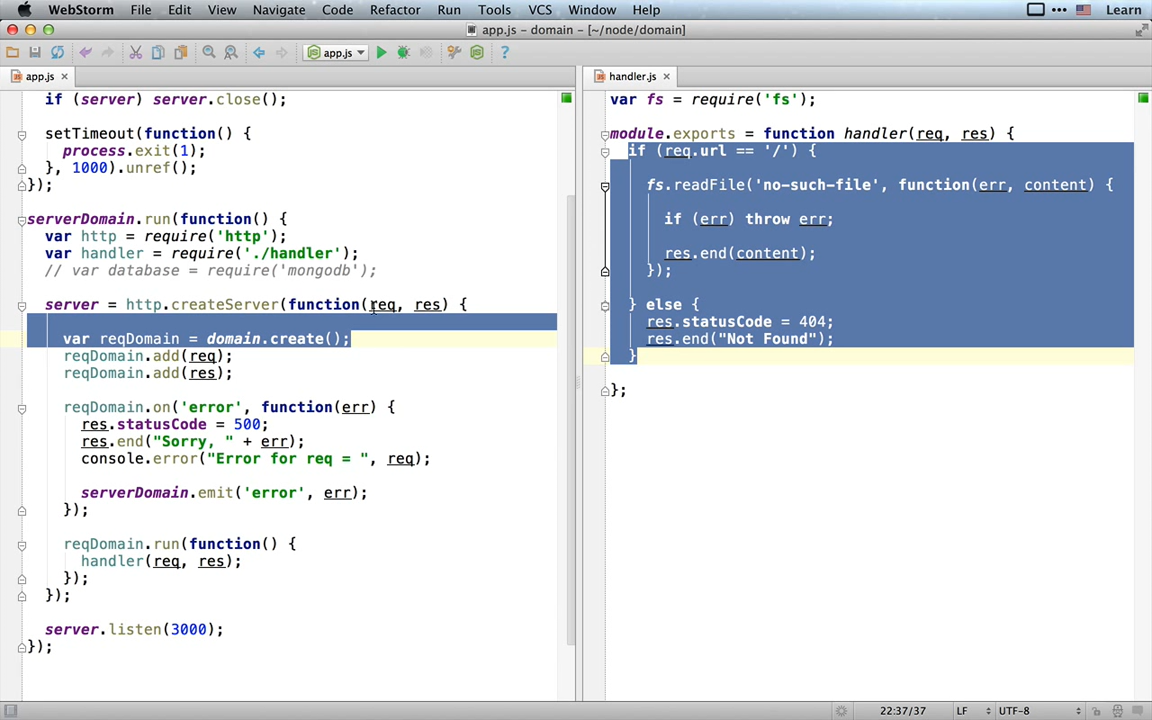 WebStorm File Edit View Navigate Code Refactor Run Tools VCS Window Help Learn
app.js – domain – [~/node/domain]
app.js
app.js
if (server) server.close();
setTimeout(function() {
process.exit(1);
}, 1000).unref();
});
serverDomain.run(function() {
var http = require('http');
var handler = require('./handler');
// var database = require('mongodb');
server = http.createServer(function(req, res) {
var reqDomain = domain.create();
reqDomain.add(req);
reqDomain.add(res);
reqDomain.on('error', function(err) {
res.statusCode = 500;
res.end("Sorry, " + err);
console.error("Error for req = ", req);
serverDomain.emit('error', err);
});
reqDomain.run(function() {
handler(req, res);
});
});
server.listen(3000);
});
handler.js
var fs = require('fs');
module.exports = function handler(req, res) {
if (req.url == '/') {
fs.readFile('no-such-file', function(err, content) {
if (err) throw err;
res.end(content);
});
} else {
res.statusCode = 404;
res.end("Not Found");
}
};
22:37/37 LF UTF-8